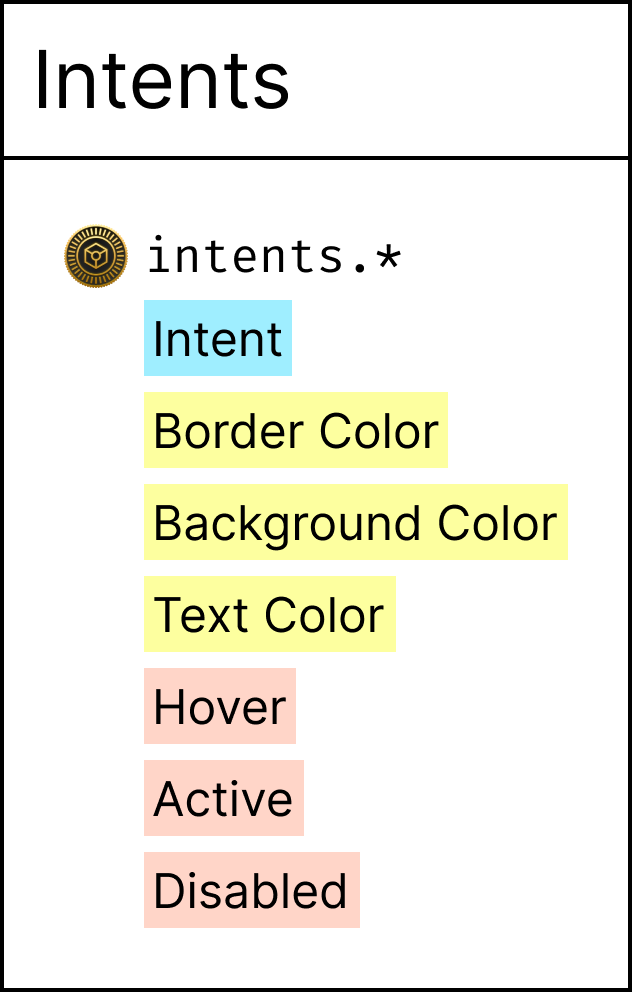 Intents
intents.*
Intent
Border Color
Background Color
Text Color
Hover
Active
Disabled